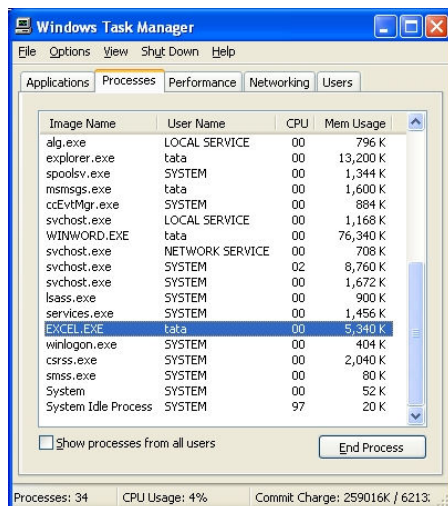 Windows Task Manager
File Options View Shut Down Help
Applications Processes Performance Networking Users
Image Name User Name CPU Mem Usage
alg.exe LOCAL SERVICE 00 796 K
explorer.exe tata 00 13,200 K
spoolsv.exe SYSTEM 00 1,344 K
msmsgs.exe tata 00 1,600 K
ccEvtMgr.exe SYSTEM 00 884 K
svchost.exe LOCAL SERVICE 00 1,168 K
WINWORD.EXE tata 00 76,340 K
svchost.exe NETWORK SERVICE 00 708 K
svchost.exe SYSTEM 02 8,760 K
svchost.exe SYSTEM 00 1,672 K
lsass.exe SYSTEM 00 900 K
services.exe SYSTEM 00 1,456 K
EXCEL.EXE tata 00 5,340 K
winlogon.exe SYSTEM 00 404 K
csrss.exe SYSTEM 00 2,040 K
smss.exe SYSTEM 00 80 K
System SYSTEM 00 52 K
System Idle Process SYSTEM 97 20 K
Show processes from all users End Process
Processes: 34 CPU Usage: 4% Commit Charge: 259016K /